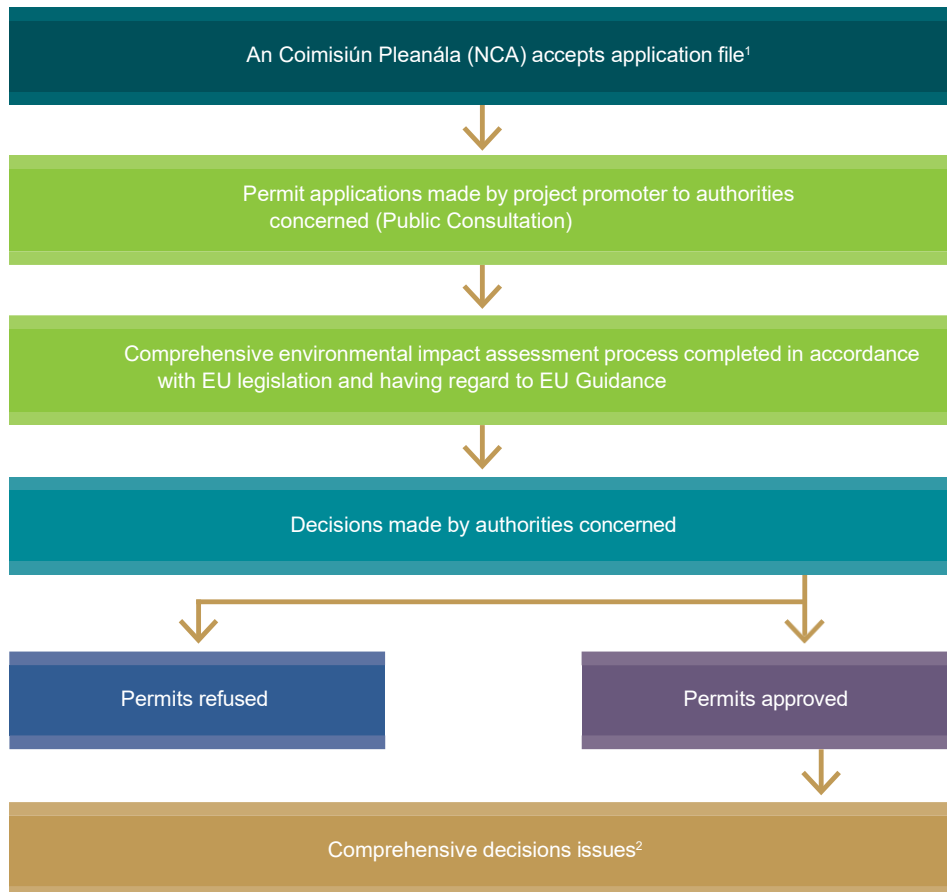 An Coimisiún Pleanála (NCA) accepts application file¹
Permit applications made by project promoter to authorities
concerned (Public Consultation)
Comprehensive environmental impact assessment process completed in accordance
with EU legislation and having regard to EU Guidance
Decisions made by authorities concerned
Permits refused
Permits approved
Comprehensive decisions issues²